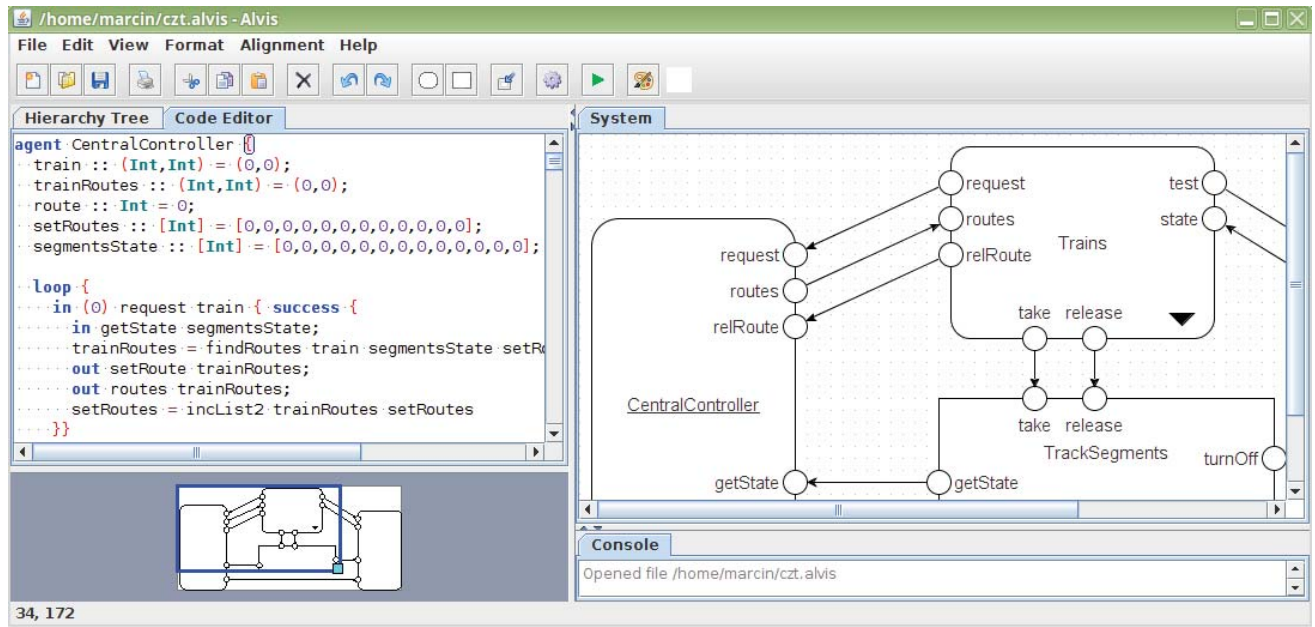 /home/marcin/czt.alvis - Alvis
File Edit View Format Alignment Help
Hierarchy Tree Code Editor
agent CentralController {
train :: (Int,Int) = (0,0);
trainRoutes :: (Int,Int) = (0,0);
route :: Int = 0;
setRoutes :: [Int] = [0,0,0,0,0,0,0,0,0,0,0,0];
segmentsState :: [Int] = [0,0,0,0,0,0,0,0,0,0,0,0,0];
loop {
in (0) request train { success {
in getState segmentsState;
trainRoutes = findRoutes train segmentsState setRo
out setRoute trainRoutes;
out routes trainRoutes;
setRoutes = incList2 trainRoutes setRoutes
}}
System
request test
routes state
Trains
request relRoute
routes
relRoute take release
CentralController
take release
TrackSegments
turnOff
getState getState
Console
Opened file /home/marcin/czt.alvis
34, 172